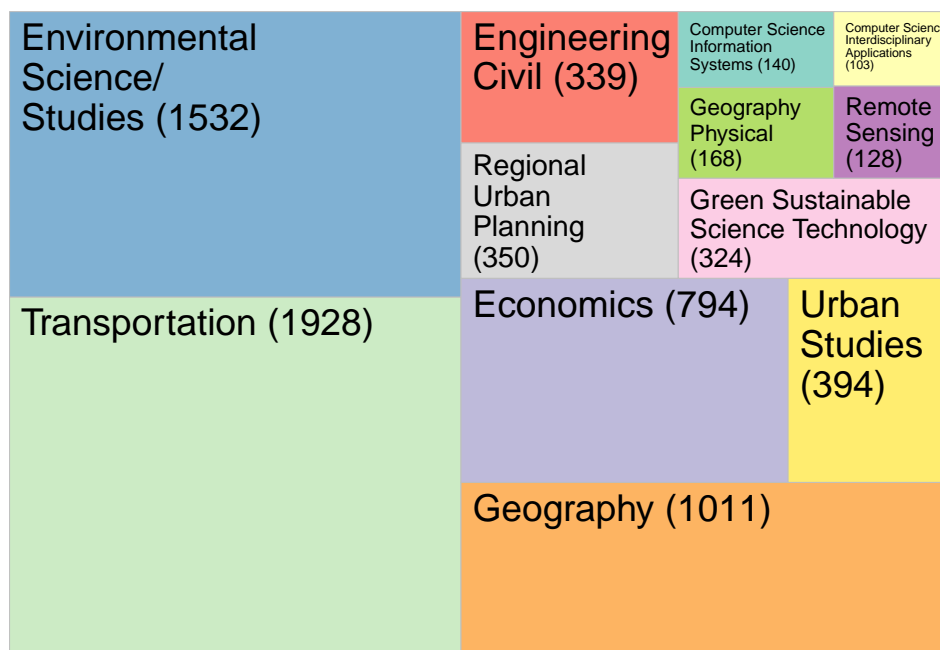 Environmental
Science/
Studies (1532)
Transportation (1928)
Engineering
Civil (339)
Regional
Urban
Planning
(350)
Computer Science
Information
Systems (140)
Computer Scienc
Interdisciplinary
Applications
(103)
Geography
Physical
(168)
Remote
Sensing
(128)
Green Sustainable
Science Technology
(324)
Economics (794)
Urban
Studies
(394)
Geography (1011)